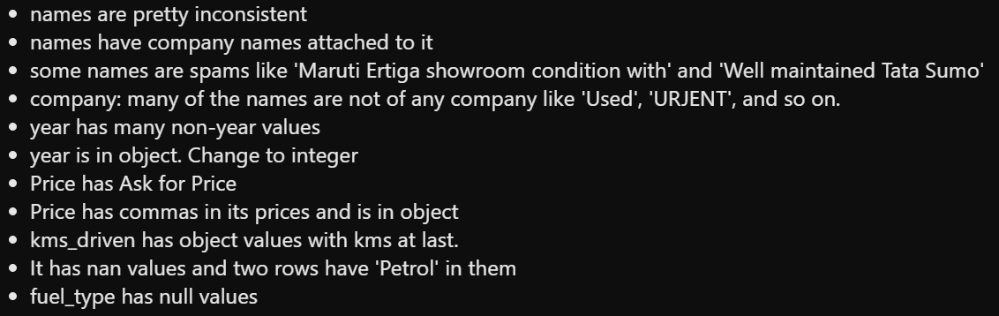 • names are pretty inconsistent
• names have company names attached to it
• some names are spams like 'Maruti Ertiga showroom condition with' and 'Well maintained Tata Sumo'
• company: many of the names are not of any company like 'Used', 'URJENT', and so on.
• year has many non-year values
• year is in object. Change to integer
• Price has Ask for Price
• Price has commas in its prices and is in object
• kms_driven has object values with kms at last.
• It has nan values and two rows have 'Petrol' in them
• fuel_type has null values